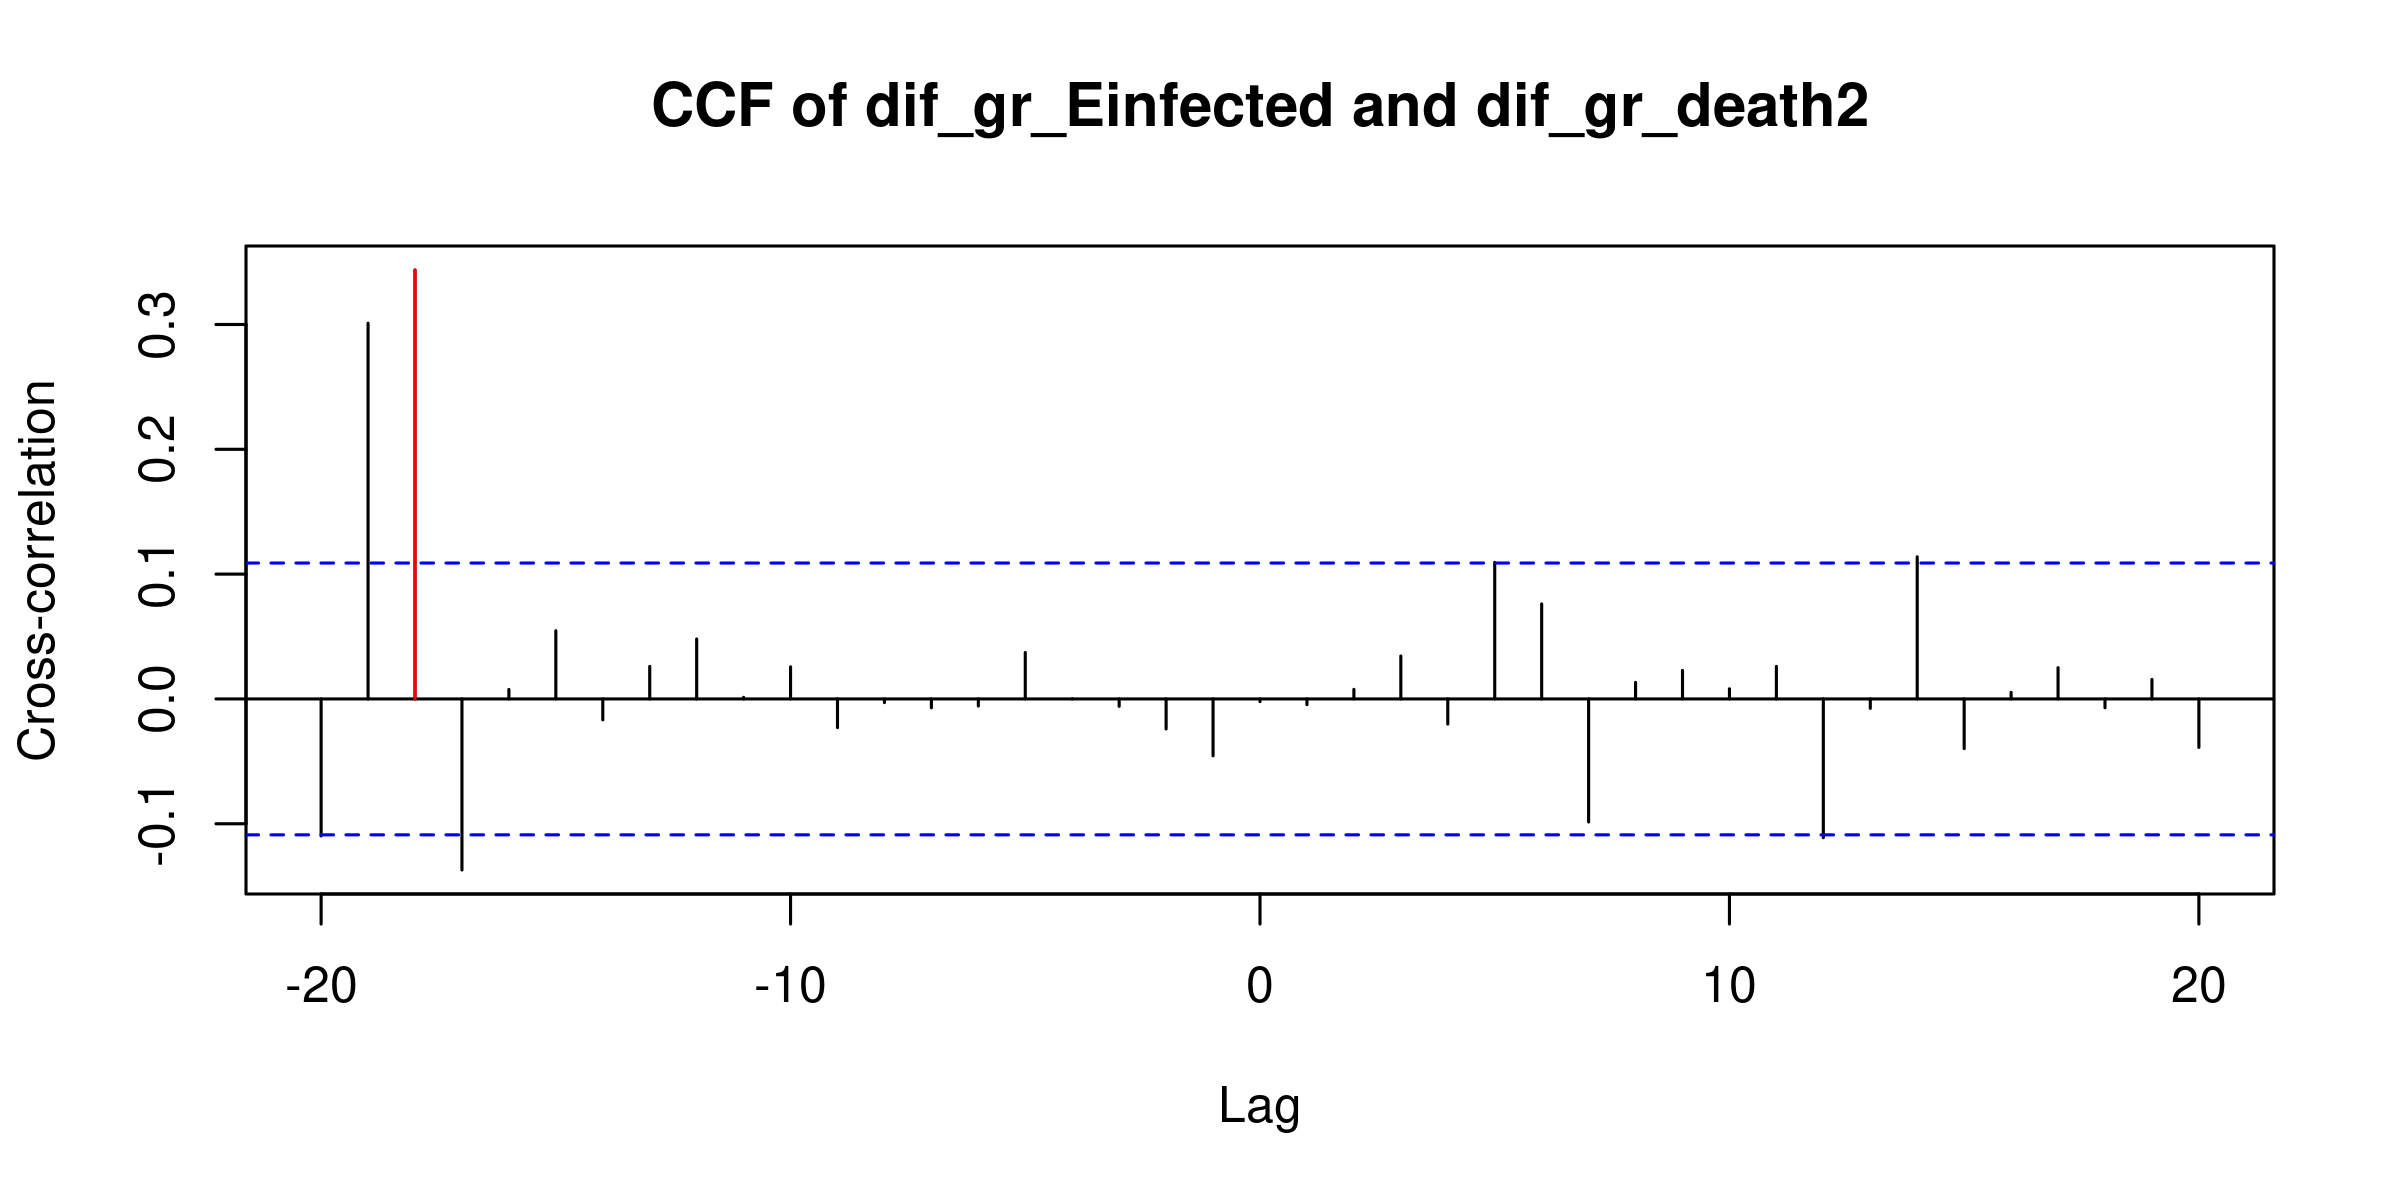 CCF of dif_gr_Einfected and dif_gr_death2
Cross-correlation
0.3
0.2
0.1
0.0
-0.1
-20 -10 0 10 20
Lag